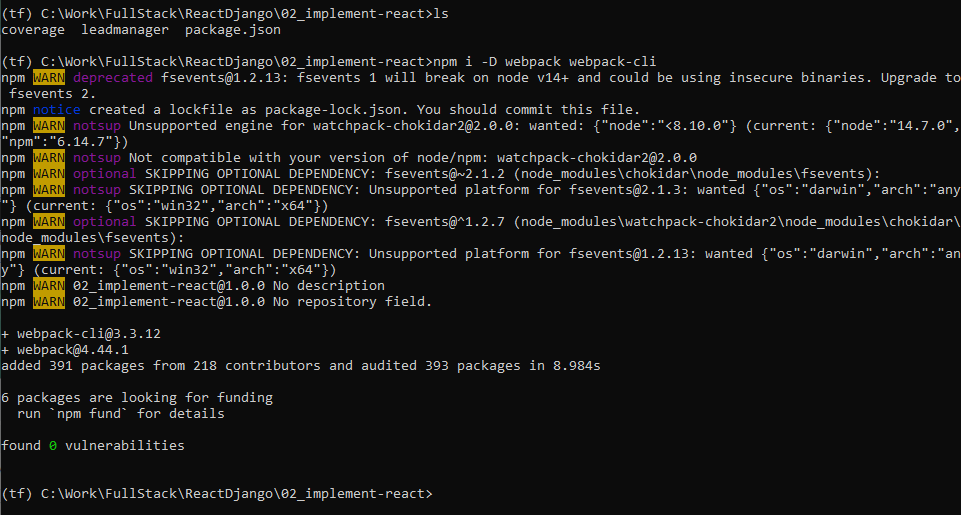 (tf) C:\Work\FullStack\ReactDjango\02_implement-react>ls
coverage  leadmanager  package.json
(tf) C:\Work\FullStack\ReactDjango\02_implement-react>npm i -D webpack webpack-cli
npm WARN deprecated fsevents@1.2.13: fsevents 1 will break on node v14+ and could be using insecure binaries. Upgrade to
 fsevents 2.
npm notice created a lockfile as package-lock.json. You should commit this file.
npm WARN notsup Unsupported engine for watchpack-chokidar2@2.0.0: wanted: {"node":"<8.10.0"} (current: {"node":"14.7.0",
"npm":"6.14.7"})
npm WARN notsup Not compatible with your version of node/npm: watchpack-chokidar2@2.0.0
npm WARN optional SKIPPING OPTIONAL DEPENDENCY: fsevents@~2.1.2 (node_modules\chokidar\node_modules\fsevents):
npm WARN notsup SKIPPING OPTIONAL DEPENDENCY: Unsupported platform for fsevents@2.1.3: wanted {"os":"darwin","arch":"any
"} (current: {"os":"win32","arch":"x64"})
npm WARN optional SKIPPING OPTIONAL DEPENDENCY: fsevents@^1.2.7 (node_modules\watchpack-chokidar2\node_modules\chokidar\
node_modules\fsevents):
npm WARN notsup SKIPPING OPTIONAL DEPENDENCY: Unsupported platform for fsevents@1.2.13: wanted {"os":"darwin","arch":"an
y"} (current: {"os":"win32","arch":"x64"})
npm WARN 02_implement-react@1.0.0 No description
npm WARN 02_implement-react@1.0.0 No repository field.
+ webpack-cli@3.3.12
+ webpack@4.44.1
added 391 packages from 218 contributors and audited 393 packages in 8.984s
6 packages are looking for funding
  run `npm fund` for details
found 0 vulnerabilities
(tf) C:\Work\FullStack\ReactDjango\02_implement-react>